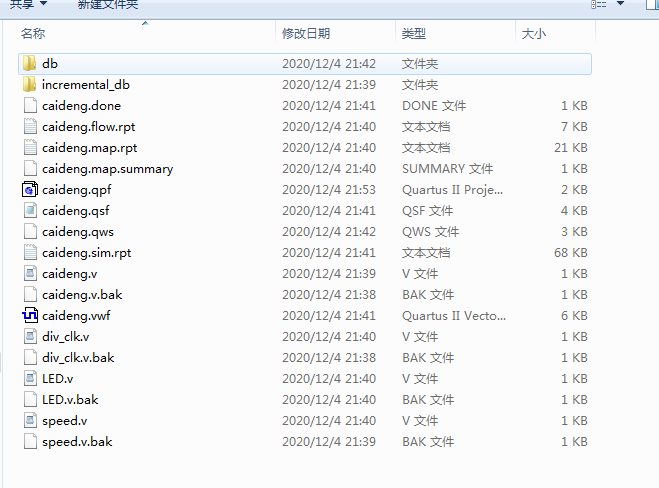 共享 新建文件夹
名称 修改日期 类型 大小
db 2020/12/4 21:42 文件夹
incremental_db 2020/12/4 21:39 文件夹
caideng.done 2020/12/4 21:41 DONE 文件 1 KB
caideng.flow.rpt 2020/12/4 21:40 文本文档 7 KB
caideng.map.rpt 2020/12/4 21:40 文本文档 21 KB
caideng.map.summary 2020/12/4 21:40 SUMMARY 文件 1 KB
caideng.qpf 2020/12/4 21:53 Quartus II Proje... 2 KB
caideng.qsf 2020/12/4 21:41 QSF 文件 4 KB
caideng.qws 2020/12/4 21:42 QWS 文件 3 KB
caideng.sim.rpt 2020/12/4 21:41 文本文档 68 KB
caideng.v 2020/12/4 21:39 V 文件 1 KB
caideng.v.bak 2020/12/4 21:38 BAK 文件 1 KB
caideng.vwf 2020/12/4 21:41 Quartus II Vecto... 6 KB
div_clk.v 2020/12/4 21:40 V 文件 1 KB
div_clk.v.bak 2020/12/4 21:38 BAK 文件 1 KB
LED.v 2020/12/4 21:40 V 文件 1 KB
LED.v.bak 2020/12/4 21:40 BAK 文件 1 KB
speed.v 2020/12/4 21:40 V 文件 1 KB
speed.v.bak 2020/12/4 21:39 BAK 文件 1 KB